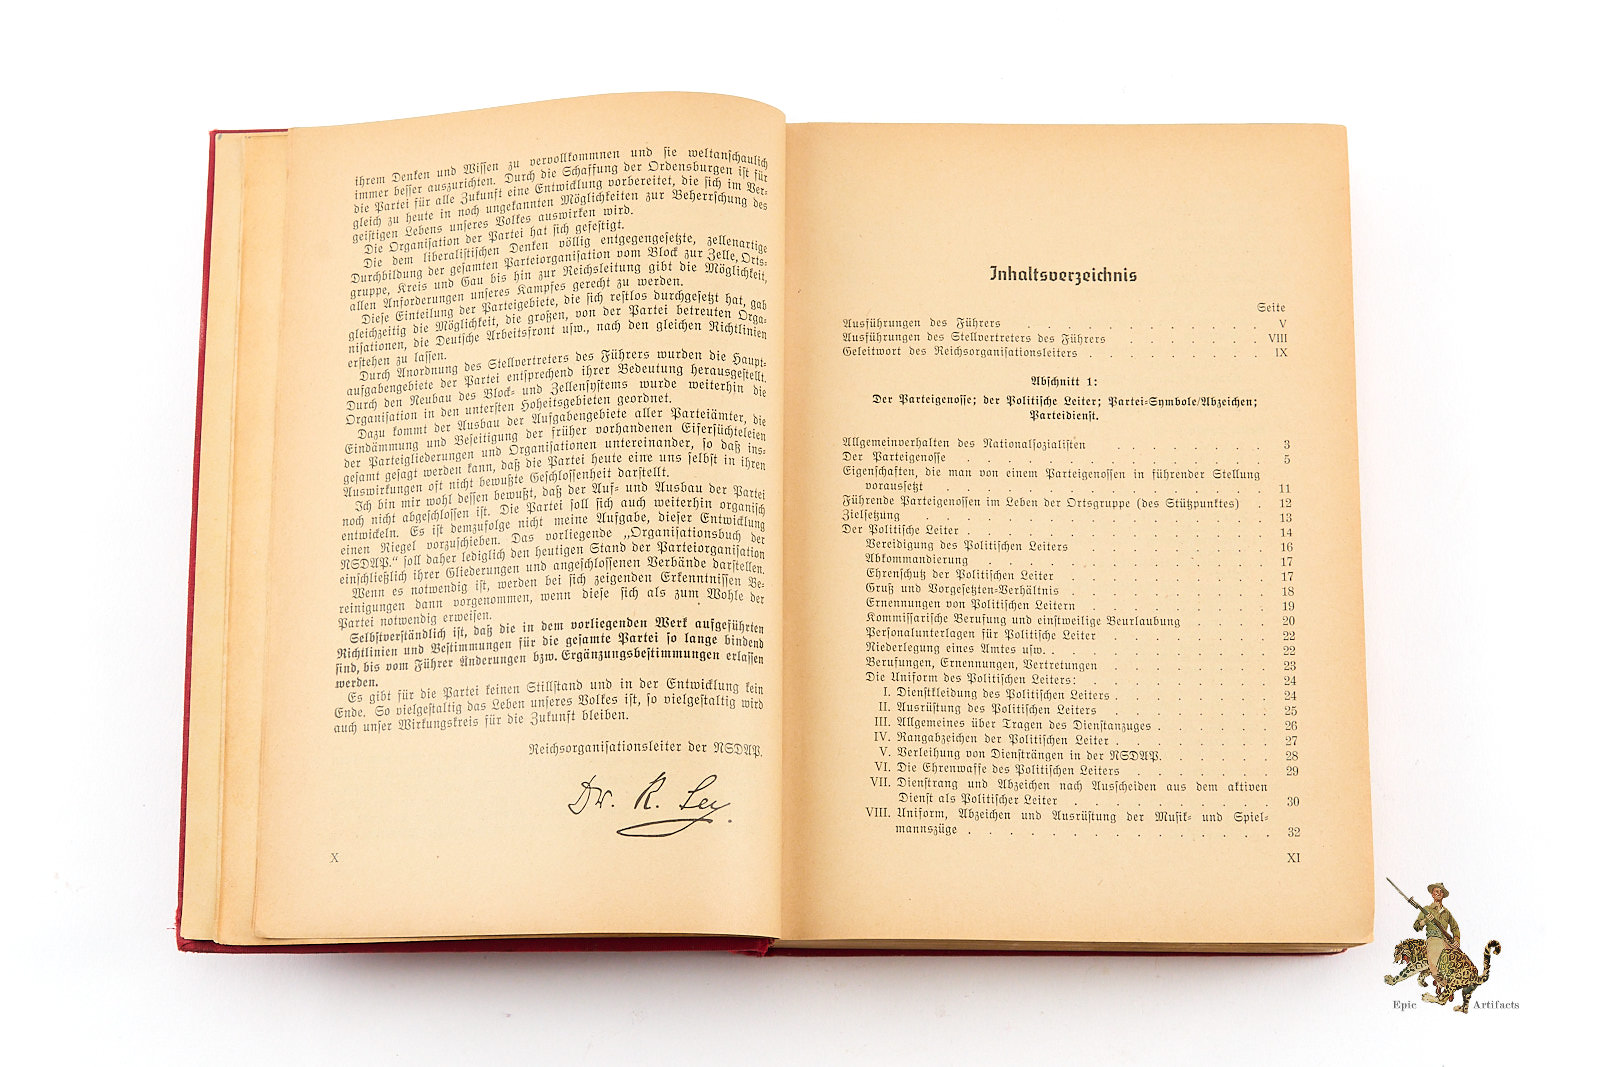 ihrem Denken und Wissen zu vervollkommnen und sie weltanschaulich
immer besser auszurichten. Durch die Schaffung der Ordensburgen ist für
die Partei für alle Zukunft eine Entwicklung vorbereitet, die sich im Ver-
gleich zu heute in noch ungekannten Möglichkeiten zur Beherrschung des
geistigen Lebens unseres Volkes auswirken wird.
Die Organisation der Partei hat sich gefestigt.
Die dem liberalistischen Denken völlig entgegengesetzte, zellenartige
Durchbildung der gesamten Parteiorganisation vom Block zur Zelle, Orts-
gruppe, Kreis und Gau bis hin zur Reichsleitung gibt die Möglichkeit,
allen Anforderungen unseres Kampfes gerecht zu werden.
Diese Einteilung der Parteigebiete, die sich restlos durchgesetzt hat, gab
gleichzeitig die Möglichkeit, die großen, von der Partei betreuten Orga-
nisationen, die Deutsche Arbeitsfront usw., nach den gleichen Richtlinien
erstehen zu lassen.
Durch Anordnung des Stellvertreters des Führers wurden die Haupt-
aufgabengebiete der Partei entsprechend ihrer Bedeutung herausgestellt.
Durch den Neubau des Block- und Zellensystems wurde weiterhin die
Organisation in den untersten Hoheitsgebieten geordnet.
Dazu kommt der Ausbau der Aufgabengebiete aller Parteiämter, die
Eindämmung und Beseitigung der früher vorhandenen Eifersüchteleien
der Parteigliederungen und Organisationen untereinander, so daß ins-
gesamt gesagt werden kann, daß die Partei heute eine uns selbst in ihren
Auswirkungen oft nicht bewußte Geschlossenheit darstellt.
Ich bin mir wohl dessen bewußt, daß der Auf- und Ausbau der Partei
noch nicht abgeschlossen ist. Die Partei soll sich auch weiterhin organisch
entwickeln. Es ist demzufolge nicht meine Aufgabe, dieser Entwicklung
einen Riegel vorzuschieben. Das vorliegende „Organisationsbuch der
NSDAP.“ soll daher lediglich den heutigen Stand der Parteiorganisation
einschließlich ihrer Gliederungen und angeschlossenen Verbände darstellen.
Wenn es notwendig ist, werden bei sich zeigenden Erkenntnissen Be-
reinigungen dann vorgenommen, wenn diese sich als zum Wohle der
Partei notwendig erweisen.
Selbstverständlich ist, daß die in dem vorliegenden Werk aufgeführten
Richtlinien und Bestimmungen für die gesamte Partei so lange bindend
sind, bis vom Führer Änderungen bzw. Ergänzungsbestimmungen erlassen
werden.
Es gibt für die Partei keinen Stillstand und in der Entwicklung kein
Ende. So vielgestaltig das Leben unseres Volkes ist, so vielgestaltig wird
auch unser Wirkungskreis für die Zukunft bleiben.
Reichsorganisationsleiter der NSDAP.
Dr. R. Ley.
X
Inhaltsverzeichnis
Seite
Ausführungen des Führers . . . . . . . . . . . . . V
Ausführungen des Stellvertreters des Führers . . . . . . . VIII
Geleitwort des Reichsorganisationsleiters . . . . . . . . . IX
Abschnitt 1:
Der Parteigenosse; der Politische Leiter; Partei-Symbole/Abzeichen;
Parteidienst.
Allgemeinverhalten des Nationalsozialisten . . . . . . . . 3
Der Parteigenosse . . . . . . . . . . . . . . . . 5
Eigenschaften, die man von einem Parteigenossen in führender Stellung
voraussetzt . . . . . . . . . . . . . . . . 11
Führende Parteigenossen im Leben der Ortsgruppe (des Stützpunktes) . 12
Zielsetzung . . . . . . . . . . . . . . . . . 13
Der Politische Leiter . . . . . . . . . . . . . . . 14
Vereidigung des Politischen Leiters . . . . . . . . . . 16
Abkommandierung . . . . . . . . . . . . . . 17
Ehrenschutz der Politischen Leiter . . . . . . . . . . 17
Gruß und Vorgesetzten-Verhältnis . . . . . . . . . . 18
Ernennungen von Politischen Leitern . . . . . . . . . 19
Kommissarische Berufung und einstweilige Beurlaubung . . . . 20
Personalunterlagen für Politische Leiter . . . . . . . . 22
Niederlegung eines Amtes usw. . . . . . . . . . . . 22
Berufungen, Ernennungen, Vertretungen . . . . . . . . 23
Die Uniform des Politischen Leiters: . . . . . . . . . 24
I. Dienstkleidung des Politischen Leiters . . . . . . . . 24
II. Ausrüstung des Politischen Leiters . . . . . . . . 25
III. Allgemeines über Tragen des Dienstanzuges . . . . . . 26
IV. Rangabzeichen der Politischen Leiter . . . . . . . . 27
V. Verleihung von Diensträngen in der NSDAP. . . . . . 28
VI. Die Ehrenwaffe des Politischen Leiters . . . . . . . 29
VII. Dienstrang und Abzeichen nach Ausscheiden aus dem aktiven
Dienst als Politischer Leiter . . . . . . . . . . 30
VIII. Uniform, Abzeichen und Ausrüstung der Musik- und Spiel-
mannszüge . . . . . . . . . . . . . . . 32
XI
Epic Artifacts